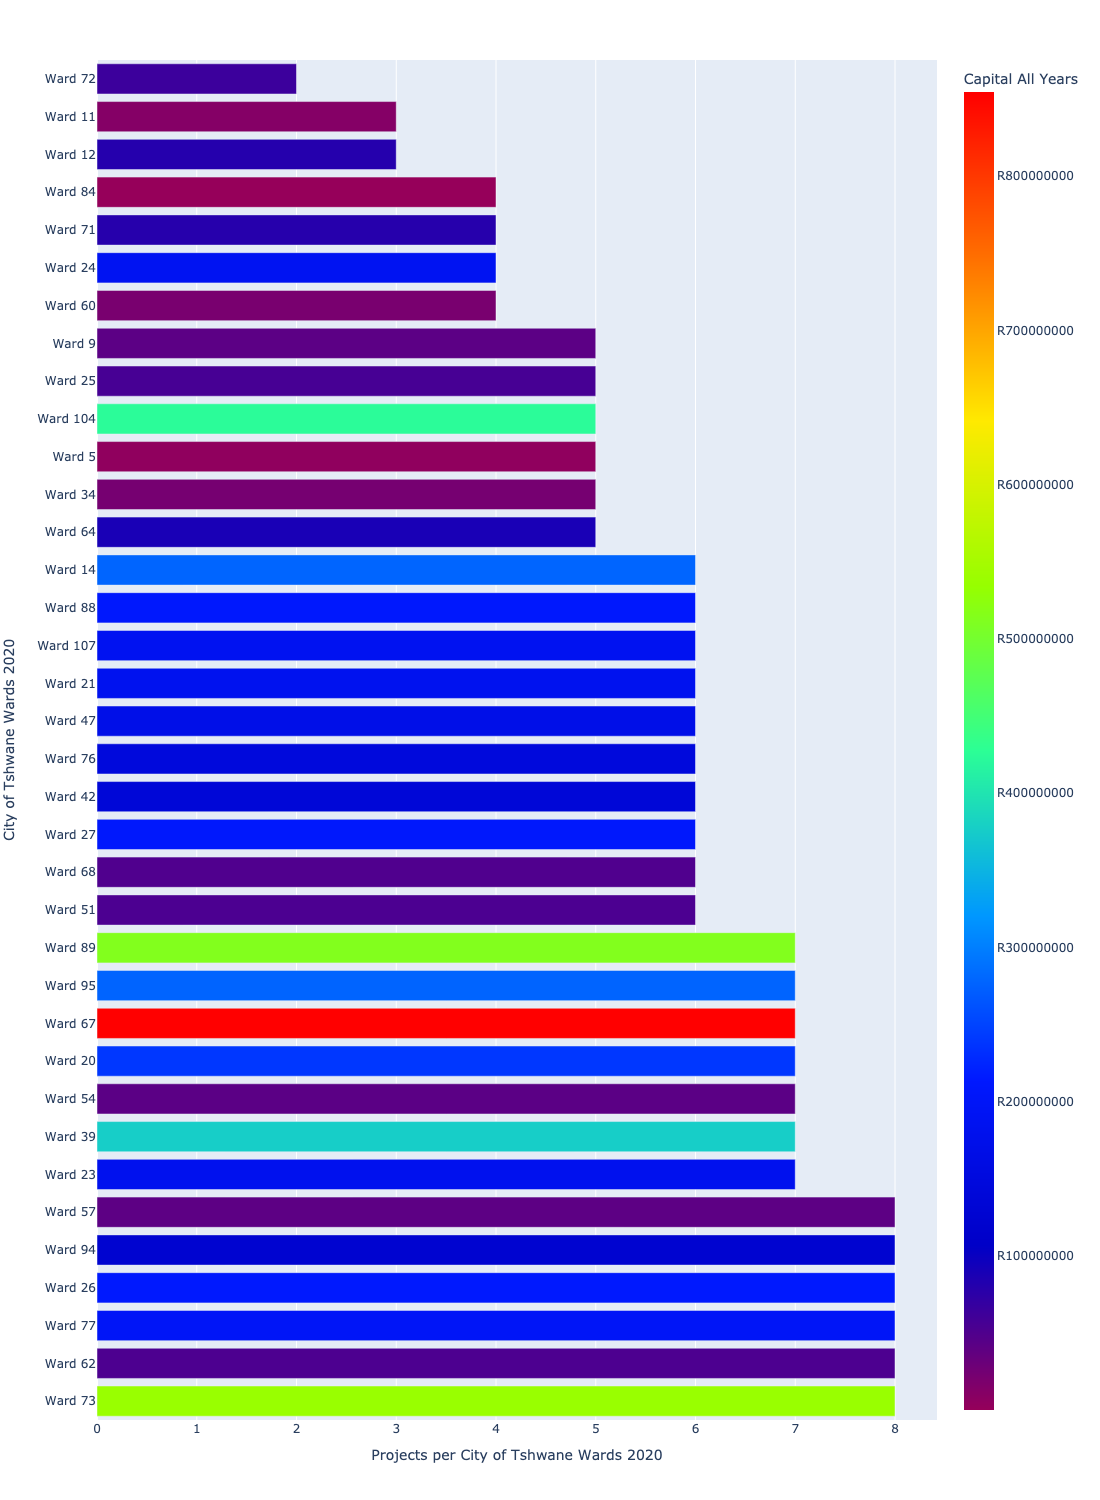 Capital All Years
Ward 72
Ward 11
Ward 12
Ward 84
Ward 71
Ward 24
Ward 60
Ward 9
Ward 25
Ward 104
Ward 5
Ward 34
Ward 64
Ward 14
Ward 88
Ward 107
Ward 21
Ward 47
Ward 76
Ward 42
Ward 27
Ward 68
Ward 51
Ward 89
Ward 95
Ward 67
Ward 20
Ward 54
Ward 39
Ward 23
Ward 57
Ward 94
Ward 26
Ward 77
Ward 62
Ward 73
City of Tshwane Wards 2020
0 1 2 3 4 5 6 7 8
Projects per City of Tshwane Wards 2020
R800000000
R700000000
R600000000
R500000000
R400000000
R300000000
R200000000
R100000000